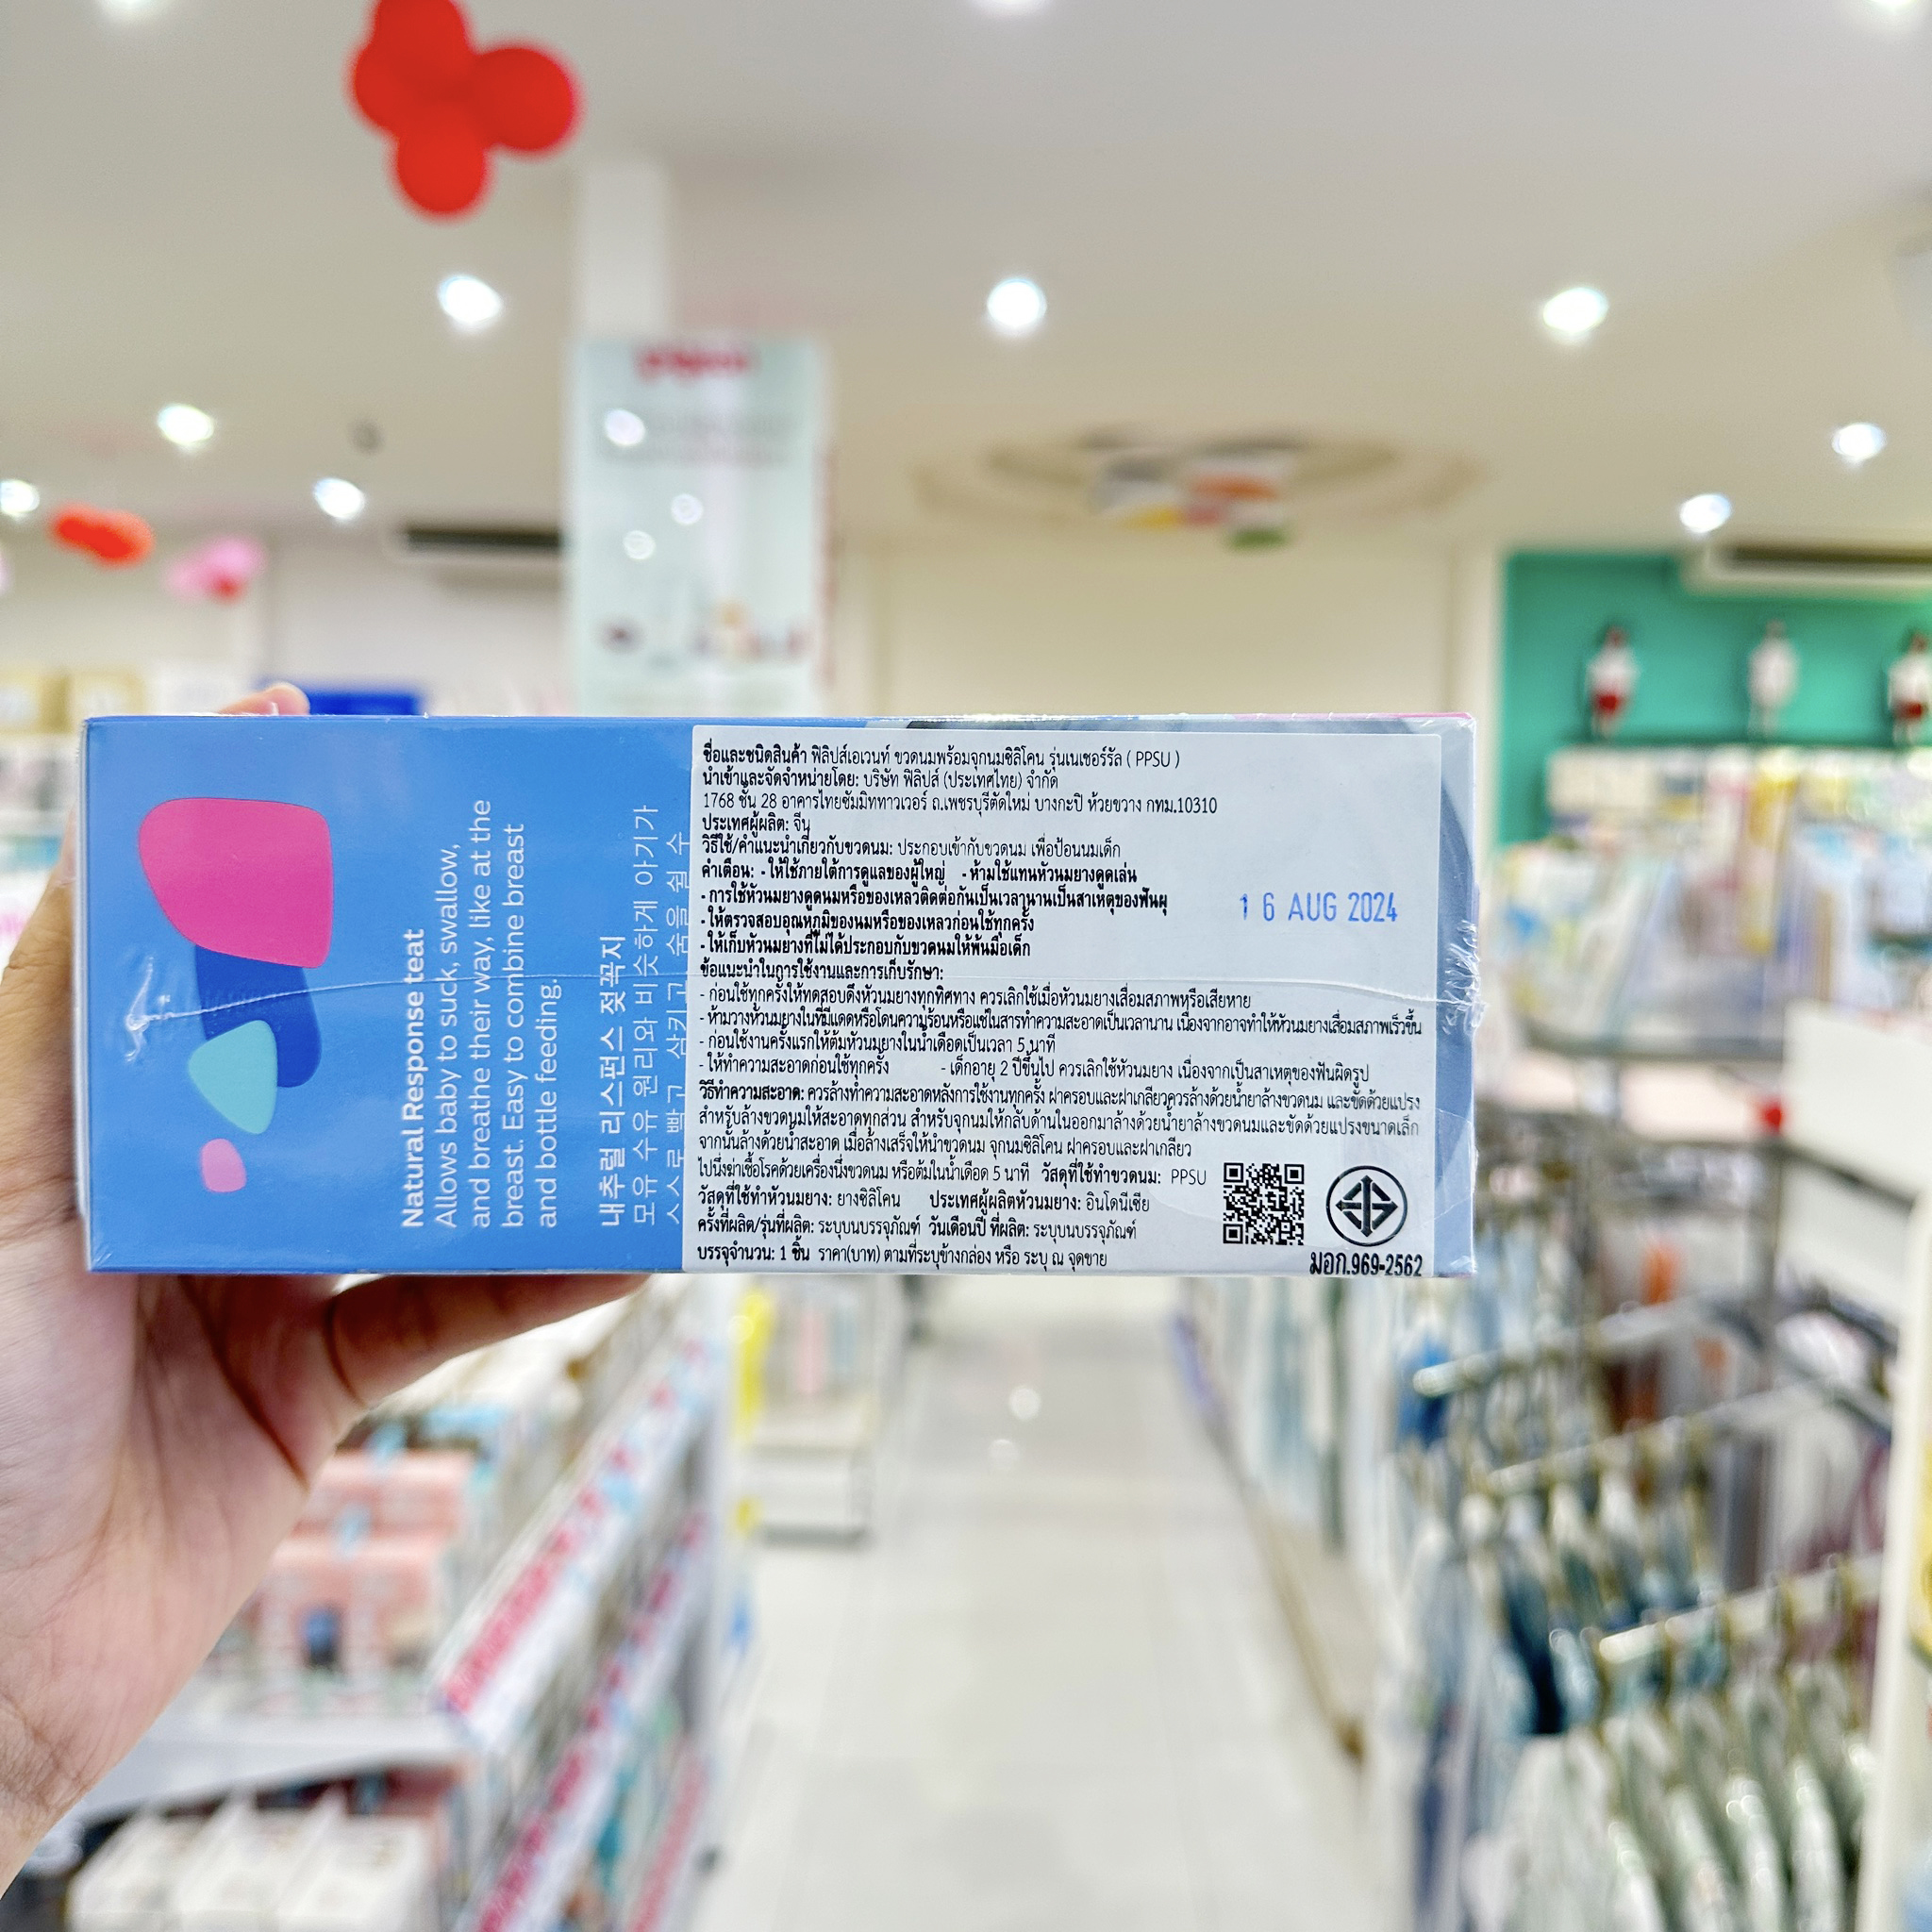 Natural Response teat
Allows baby to suck, swallow,
and breathe their way, like at the
breast. Easy to combine breast
and bottle feeding.
내추럴 리스펀스 젖꼭지
모유 수유 원리와 비슷하게 아기가
스스로 빨고 삼키고 숨을 쉴 수
ชื่อและชนิดสินค้า ฟิลิปส์เอเวนท์ ขวดนมพร้อมจุกนมซิลิโคน รุ่นเนเชอร์รัล ( PPSU )
นำเข้าและจัดจำหน่ายโดย: บริษัท ฟิลิปส์ (ประเทศไทย) จำกัด
1768 ชั้น 28 อาคารไทยซัมมิททาวเวอร์ ถ.เพชรบุรีตัดใหม่ บางกะปิ ห้วยขวาง กทม.10310
ประเทศผู้ผลิต: จีน
วิธีใช้/คำแนะนำเกี่ยวกับขวดนม: ประกอบเข้ากับขวดนม เพื่อป้อนนมเด็ก
คำเตือน: - ให้ใช้ภายใต้การดูแลของผู้ใหญ่ - ห้ามใช้แทนหัวนมยางดูดเล่น
- การใช้หัวนมยางดูดนมหรือของเหลวติดต่อกันเป็นเวลานานเป็นสาเหตุของฟันผุ
- ให้ตรวจสอบอุณหภูมิของนมหรือของเหลวก่อนใช้ทุกครั้ง
- ให้เก็บหัวนมยางที่ไม่ได้ประกอบกับขวดนมให้พ้นมือเด็ก
16 AUG 2024
ข้อแนะนำในการใช้งานและการเก็บรักษา:
- ก่อนใช้ทุกครั้งให้ทดสอบดึงหัวนมยางทุกทิศทาง ควรเลิกใช้เมื่อหัวนมยางเสื่อมสภาพหรือเสียหาย
- ห้ามวางหัวนมยางในที่มีแดดหรือโดนความร้อนหรือแช่ในสารทำความสะอาดเป็นเวลานาน เนื่องจากอาจทำให้หัวนมยางเสื่อมสภาพเร็วขึ้น
- ก่อนใช้งานครั้งแรกให้ต้มหัวนมยางในน้ำเดือดเป็นเวลา 5 นาที
- ให้ทำความสะอาดก่อนใช้ทุกครั้ง - เด็กอายุ 2 ปีขึ้นไป ควรเลิกใช้หัวนมยาง เนื่องจากเป็นสาเหตุของฟันผิดรูป
วิธีทำความสะอาด: ควรล้างทำความสะอาดหลังการใช้งานทุกครั้ง ฝาครอบและฝาเกลียวควรล้างด้วยน้ำยาล้างขวดนม และขัดด้วยแปรง
สำหรับล้างขวดนมให้สะอาดทุกส่วน สำหรับจุกนมให้กลับด้านในออกมาล้างด้วยน้ำยาล้างขวดนมและขัดด้วยแปรงขนาดเล็ก
จากนั้นล้างด้วยน้ำสะอาด เมื่อล้างเสร็จให้นำขวดนม จุกนมซิลิโคน ฝาครอบและฝาเกลียว
ไปนึ่งฆ่าเชื้อโรคด้วยเครื่องนึ่งขวดนม หรือต้มในน้ำเดือด 5 นาที วัสดุที่ใช้ทำขวดนม: PPSU
วัสดุที่ใช้ทำหัวนมยาง: ยางซิลิโคน ประเทศผู้ผลิตหัวนมยาง: อินโดนีเซีย
ครั้งที่ผลิต/รุ่นที่ผลิต: ระบุบนบรรจุภัณฑ์ วันเดือนปี ที่ผลิต: ระบุบนบรรจุภัณฑ์
บรรจุจำนวน: 1 ชิ้น ราคา(บาท) ตามที่ระบุข้างกล่อง หรือ ระบุ ณ จุดขาย
มอก.969-2562